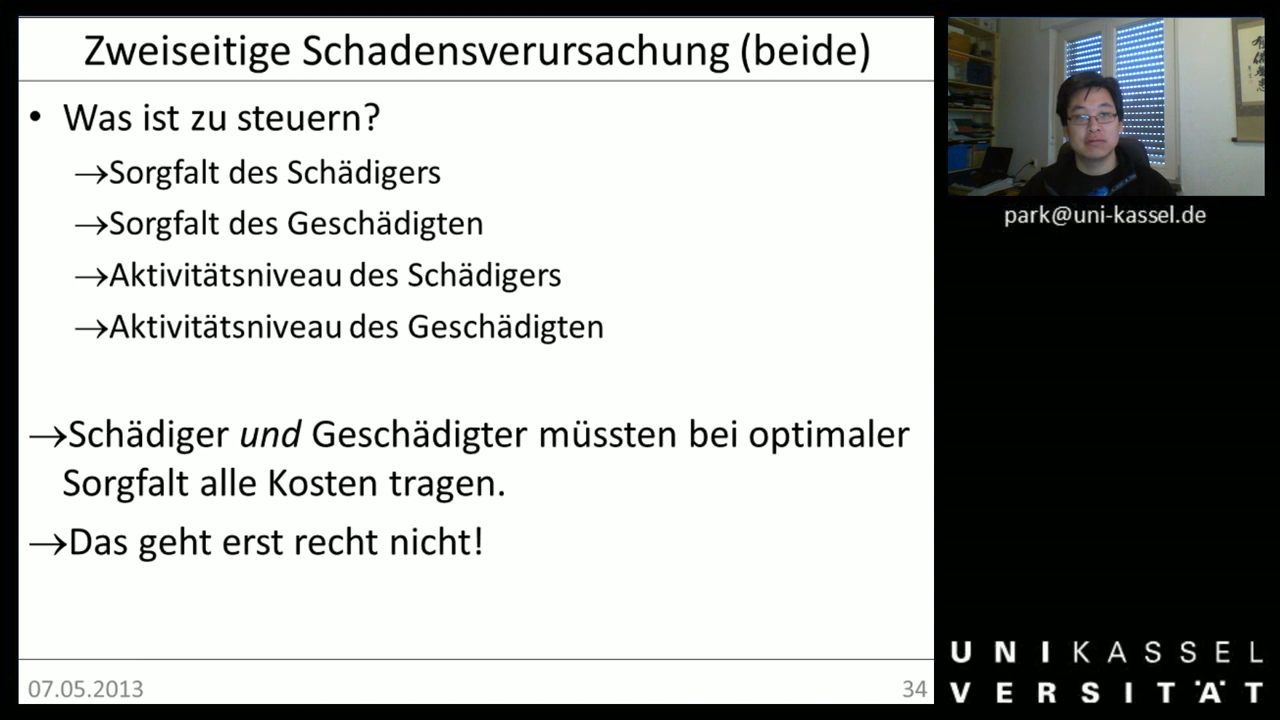 Zweiseitige Schadensverursachung (beide)
• Was ist zu steuern?
→Sorgfalt des Schädigers
→Sorgfalt des Geschädigten
→Aktivitätsniveau des Schädigers
→Aktivitätsniveau des Geschädigten
→Schädiger und Geschädigter müssten bei optimaler
Sorgfalt alle Kosten tragen.
→Das geht erst recht nicht!
07.05.2013
34
park@uni-kassel.de
UNIKASSEL
VERSITÄT